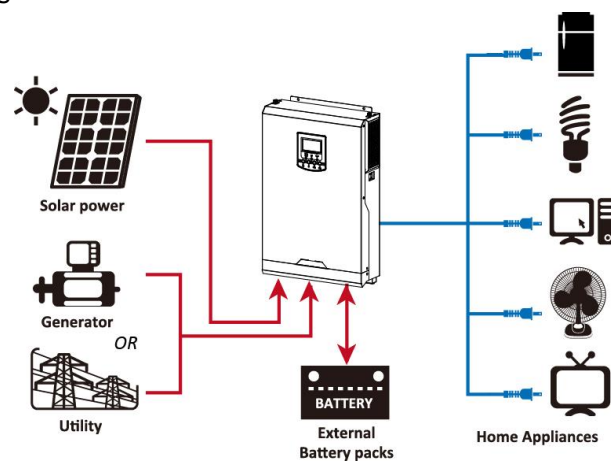 Solar power
Generator
OR
Utility
BATTERY
External
Battery packs
Home Appliances